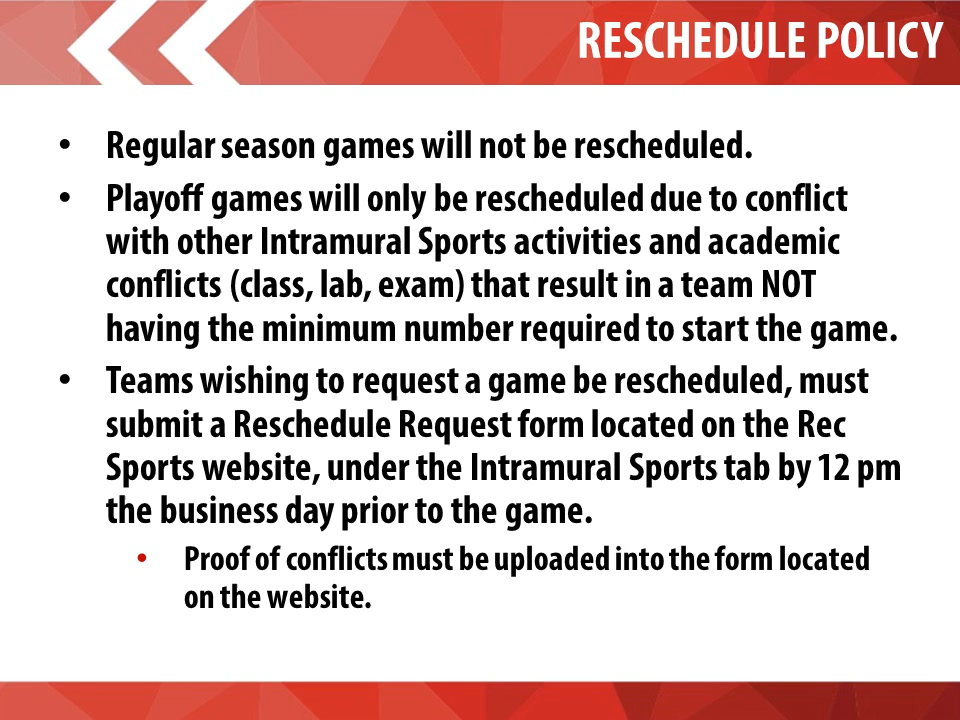 RESCHEDULE POLICY
• Regular season games will not be rescheduled.
• Playoff games will only be rescheduled due to conflict
with other Intramural Sports activities and academic
conflicts (class, lab, exam) that result in a team NOT
having the minimum number required to start the game.
• Teams wishing to request a game be rescheduled, must
submit a Reschedule Request form located on the Rec
Sports website, under the Intramural Sports tab by 12 pm
the business day prior to the game.
• Proof of conflicts must be uploaded into the form located
on the website.